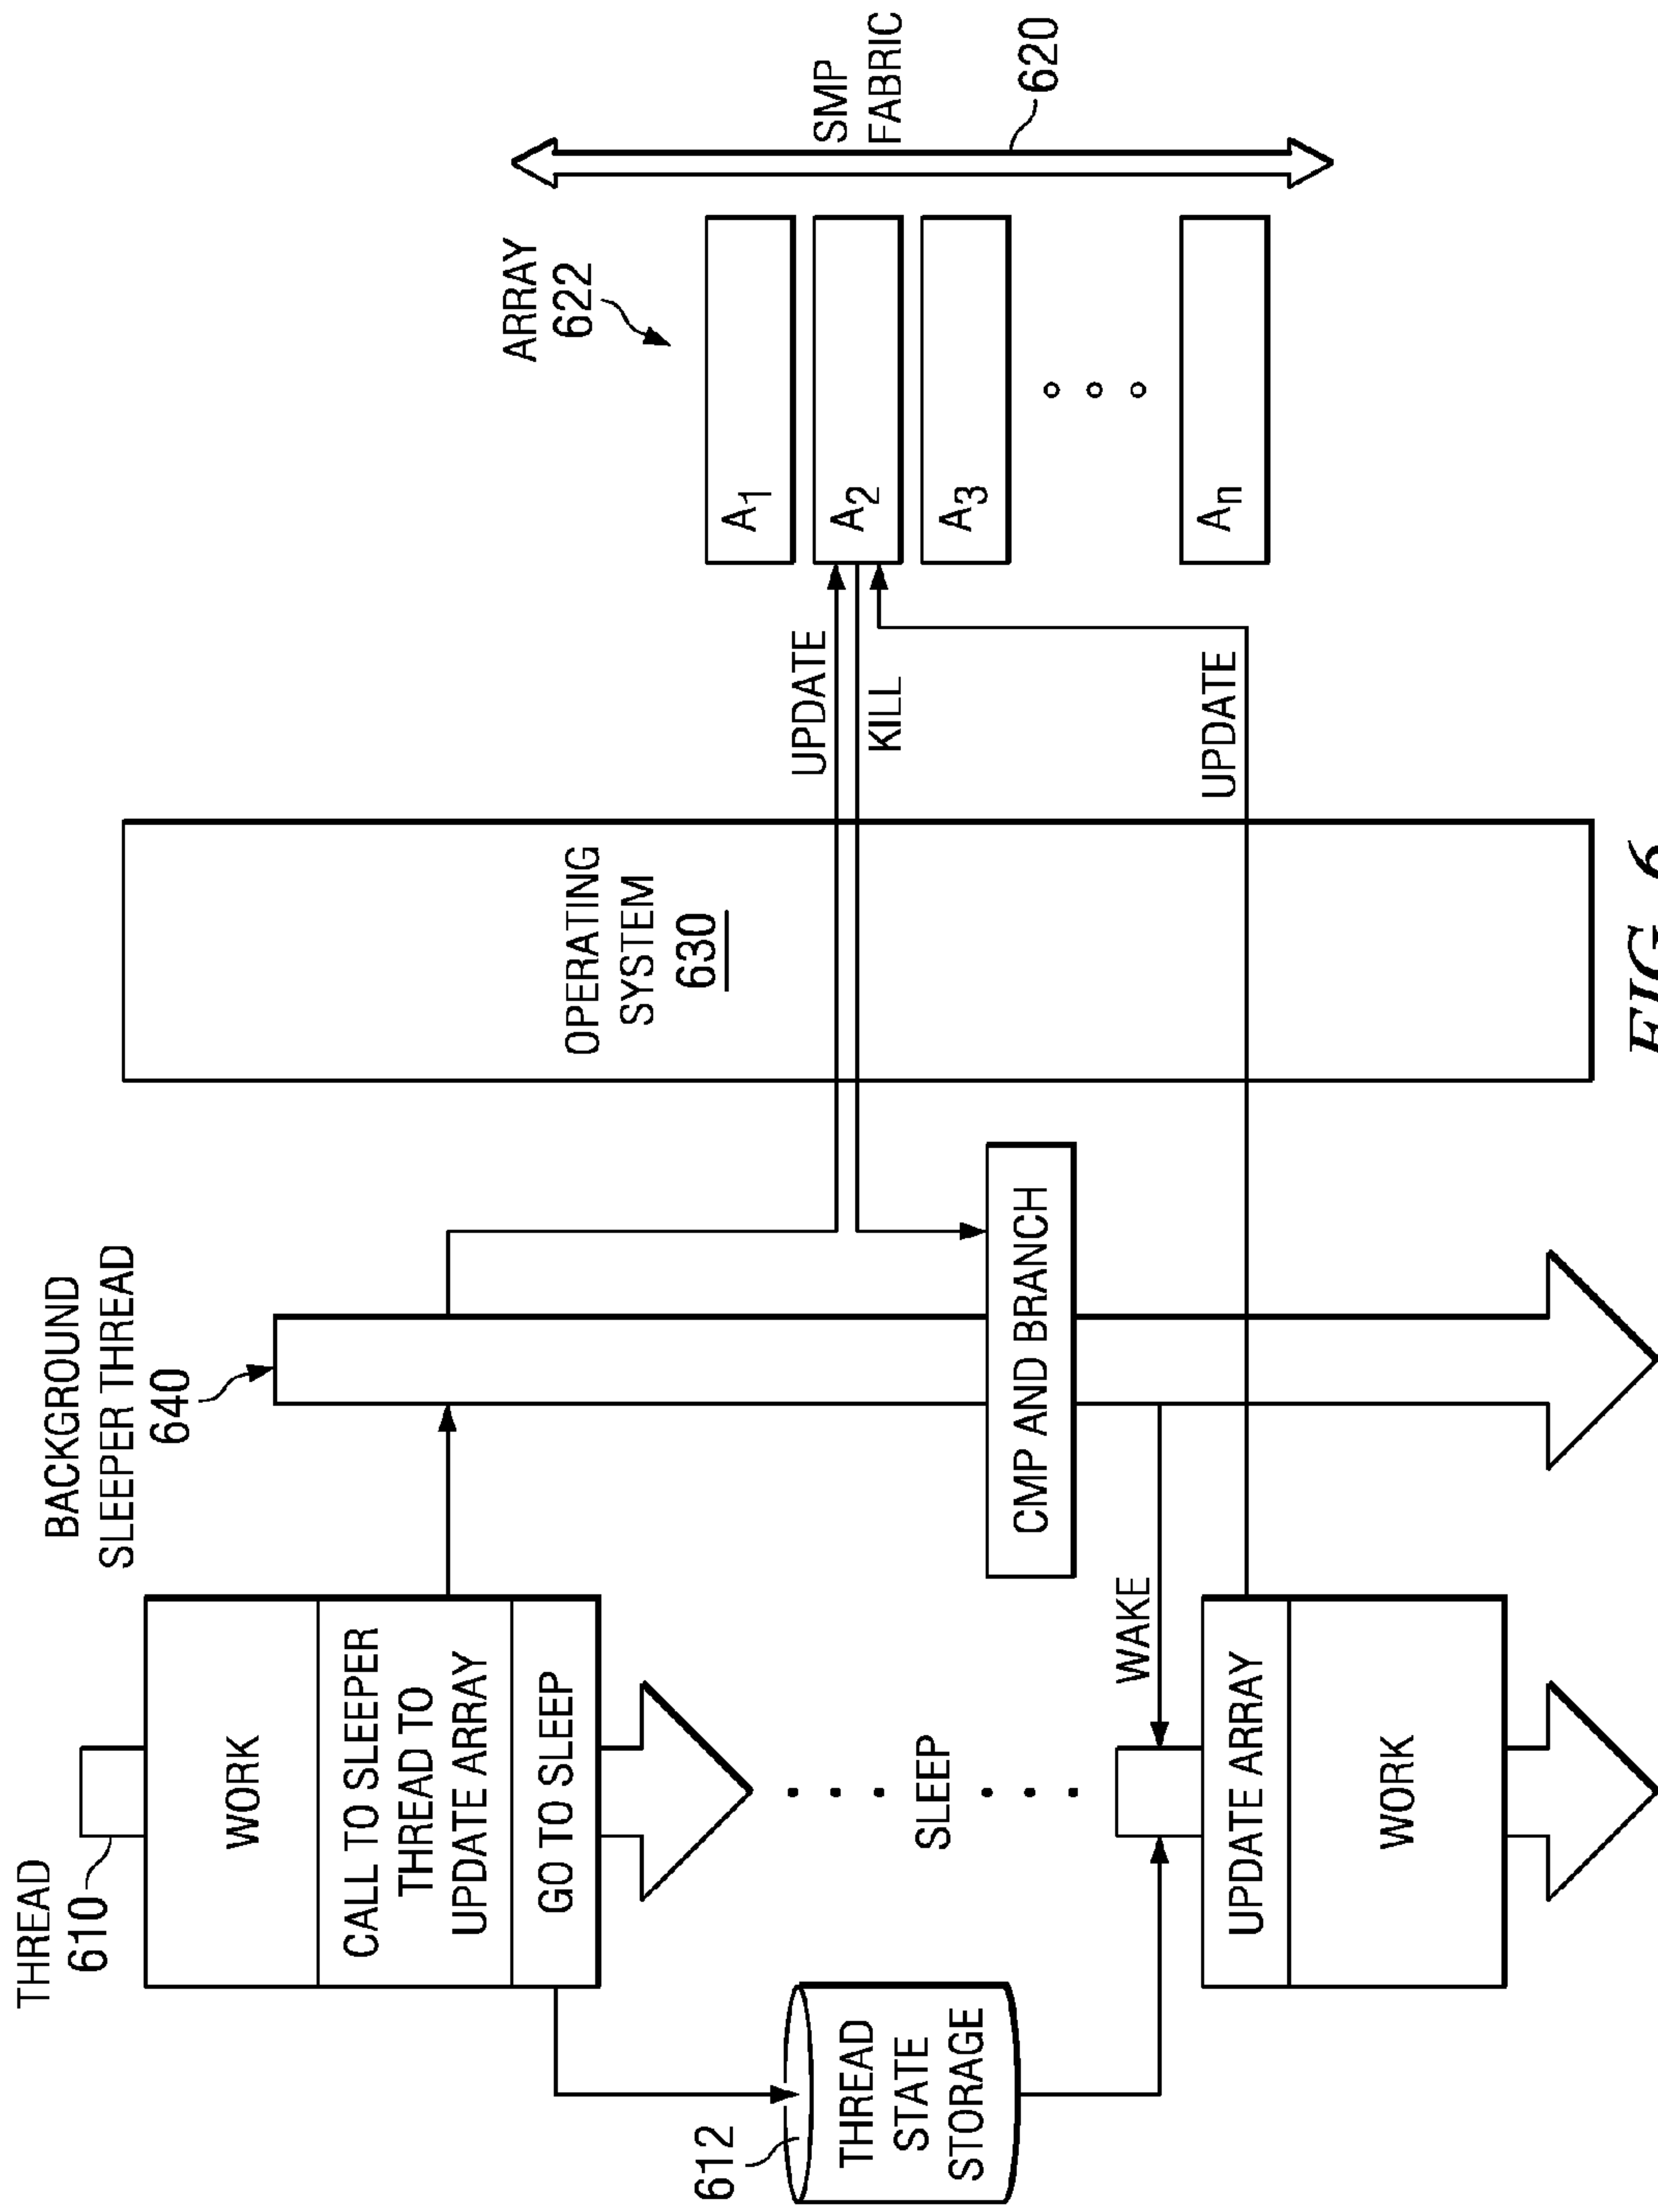 THREAD
610
WORK
CALL TO SLEEPER
THREAD TO
UPDATE ARRAY
GO TO SLEEP
612
THREAD
STATE
STORAGE
SLEEP
WAKE
UPDATE ARRAY
WORK
BACKGROUND
SLEEPER THREAD
640
CMP AND BRANCH
OPERATING
SYSTEM
630
UPDATE
KILL
UPDATE
ARRAY
622
A1
A2
A3
An
SMP
FABRIC
620
FIG. 6